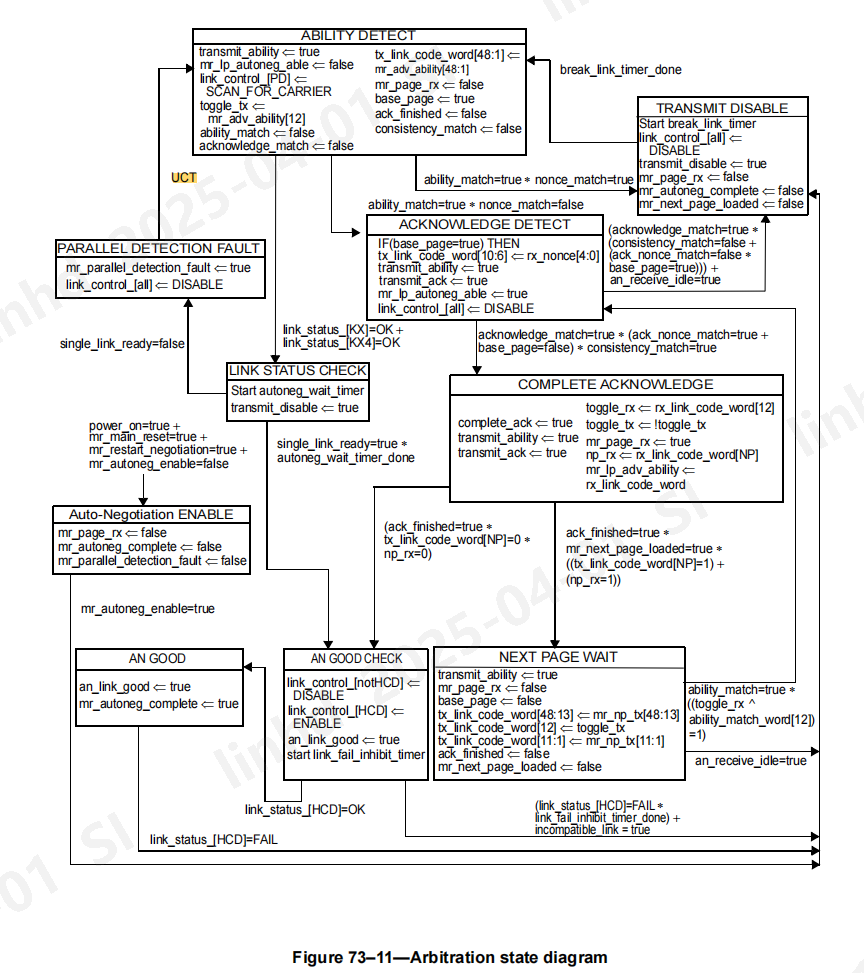 ABILITY DETECT
transmit_ability ⇐ true
mr_lp_autoneg_able ⇐ false
link_control_[PD] ⇐
SCAN_FOR_CARRIER
toggle_tx ⇐
mr_adv_ability[12]
ability_match ⇐ false
acknowledge_match ⇐ false
tx_link_code_word[48:1] ⇐
mr_adv_ability[48:1]
mr_page_rx ⇐ false
base_page ⇐ true
ack_finished ⇐ false
consistency_match ⇐ false
break_link_timer_done
TRANSMIT DISABLE
Start break_link_timer
link_control_[all] ⇐
DISABLE
transmit_disable ⇐ true
mr_page_rx ⇐ false
mr_autoneg_complete ⇐ false
mr_next_page_loaded ⇐ false
UCT
ability_match=true * nonce_match=true
ability_match=true * nonce_match=false
PARALLEL DETECTION FAULT
mr_parallel_detection_fault ⇐ true
link_control_[all] ⇐ DISABLE
ACKNOWLEDGE DETECT
IF(base_page=true) THEN
tx_link_code_word[10:6] ⇐ rx_nonce[4:0]
transmit_ability ⇐ true
transmit_ack ⇐ true
mr_lp_autoneg_able ⇐ true
link_control_[all] ⇐ DISABLE
(acknowledge_match=true *
(consistency_match=false +
(ack_nonce_match=false *
base_page=true))) +
an_receive_idle=true
single_link_ready=false
link_status_[KX]=OK +
link_status_[KX4]=OK
acknowledge_match=true * (ack_nonce_match=true +
base_page=false) * consistency_match=true
LINK STATUS CHECK
Start autoneg_wait_timer
transmit_disable ⇐ true
COMPLETE ACKNOWLEDGE
complete_ack ⇐ true
transmit_ability ⇐ true
transmit_ack ⇐ true
toggle_rx ⇐ rx_link_code_word[12]
toggle_tx ⇐ !toggle_tx
mr_page_rx ⇐ true
np_rx ⇐ rx_link_code_word[NP]
mr_lp_adv_ability ⇐
rx_link_code_word
power_on=true +
mr_main_reset=true +
mr_restart_negotiation=true +
mr_autoneg_enable=false
single_link_ready=true *
autoneg_wait_timer_done
Auto-Negotiation ENABLE
mr_page_rx ⇐ false
mr_autoneg_complete ⇐ false
mr_parallel_detection_fault ⇐ false
(ack_finished=true *
tx_link_code_word[NP]=0 *
np_rx=0)
ack_finished=true *
mr_next_page_loaded=true *
((tx_link_code_word[NP]=1) +
(np_rx=1))
mr_autoneg_enable=true
AN GOOD
an_link_good ⇐ true
mr_autoneg_complete ⇐ true
AN GOOD CHECK
link_control_[notHCD] ⇐
DISABLE
link_control_[HCD] ⇐
ENABLE
an_link_good ⇐ true
start link_fail_inhibit_timer
NEXT PAGE WAIT
transmit_ability ⇐ true
mr_page_rx ⇐ false
base_page ⇐ false
tx_link_code_word[48:13] ⇐ mr_np_tx[48:13]
tx_link_code_word[12] ⇐ toggle_tx
tx_link_code_word[11:1] ⇐ mr_np_tx[11:1]
ack_finished ⇐ false
mr_next_page_loaded ⇐ false
ability_match=true *
((toggle_rx ^
ability_match_word[12])
=1)
an_receive_idle=true
link_status_[HCD]=OK
(link_status_[HCD]=FAIL *
link_fail_inhibit_timer_done) +
incompatible_link = true
link_status_[HCD]=FAIL
Figure 73–11—Arbitration state diagram